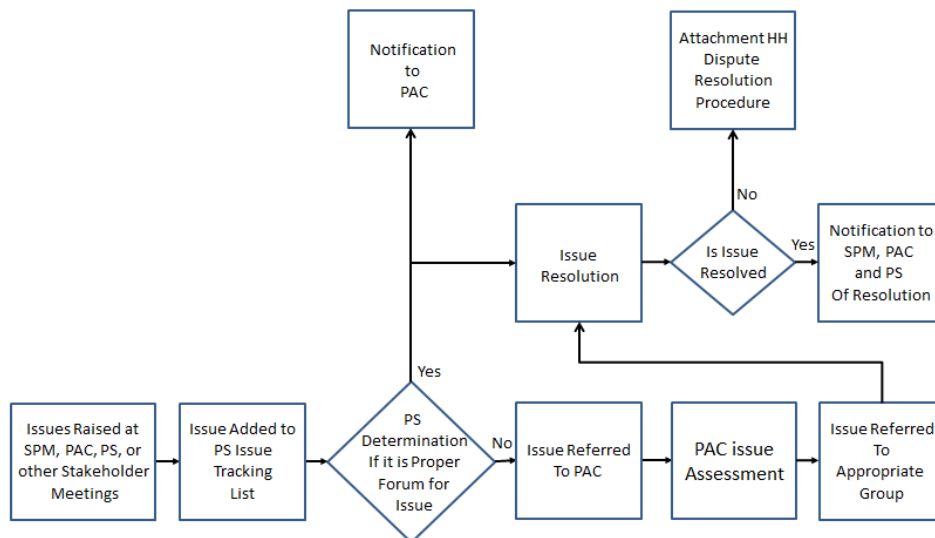 Notification
to
PAC
Attachment HH
Dispute
Resolution
Procedure
No
Issue
Resolution
Is Issue
Resolved
Yes
Notification to
SPM, PAC
and PS
Of Resolution
Yes
Issues Raised at
SPM, PAC, PS, or
other Stakeholder
Meetings
Issue Added to
PS Issue
Tracking
List
PS
Determination
If it is Proper
Forum for
Issue
No
Issue Referred
To PAC
PAC issue
Assessment
Issue Referred
To
Appropriate
Group